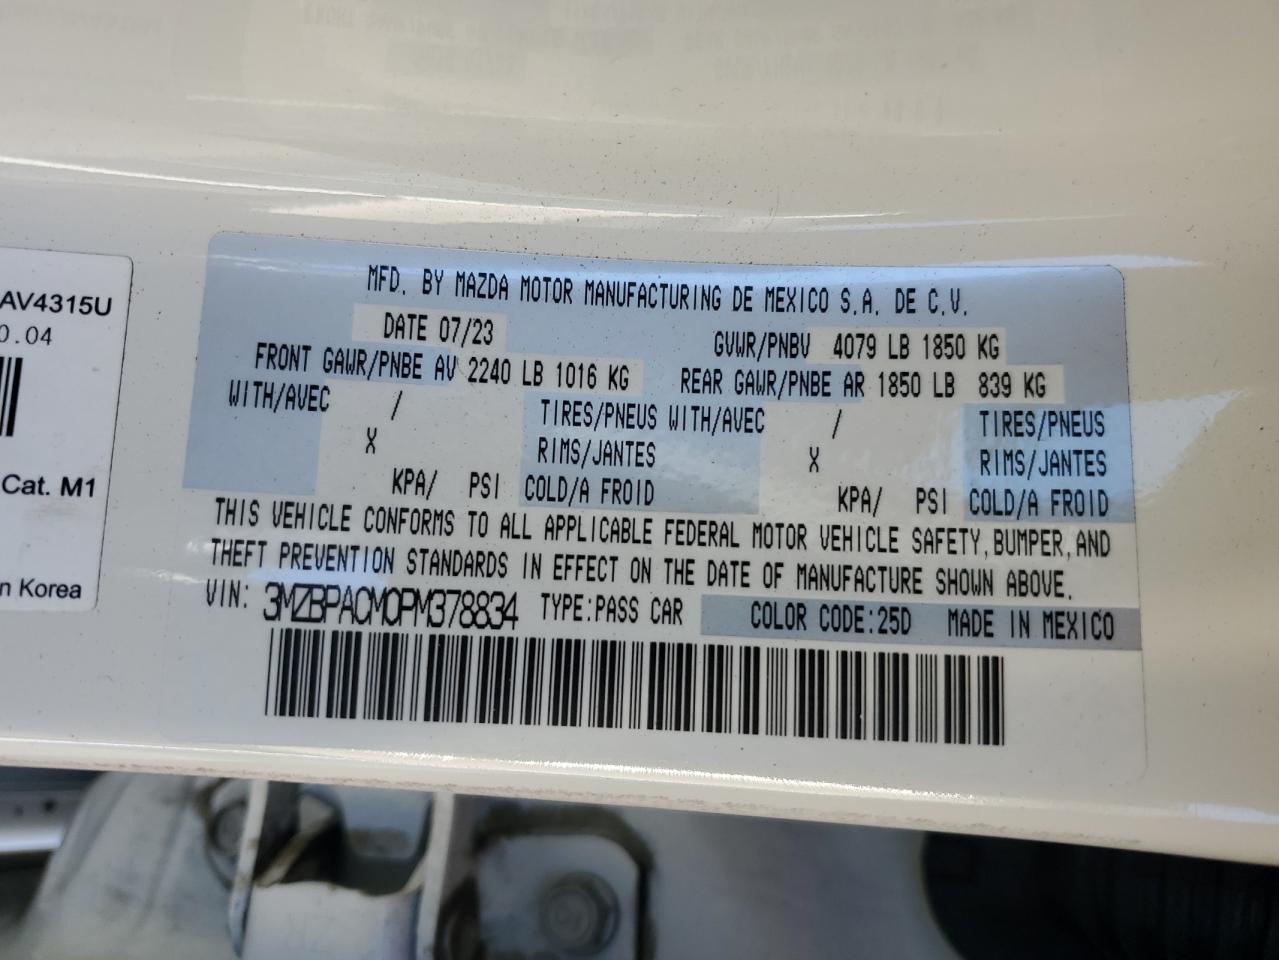 AV4315U
0.04
Cat. M1
n Korea
MFD. BY MAZDA MOTOR MANUFACTURING DE MEXICO S.A. DE C.V.
DATE 07/23 GVWR/PNBV 4079 LB 1850 KG
FRONT GAWR/PNBE AV 2240 LB 1016 KG REAR GAWR/PNBE AR 1850 LB 839 KG
WITH/AVEC / TIRES/PNEUS WITH/AVEC / TIRES/PNEUS
X RIMS/JANTES X RIMS/JANTES
KPA/ PSI COLD/A FROID KPA/ PSI COLD/A FROID
THIS VEHICLE CONFORMS TO ALL APPLICABLE FEDERAL MOTOR VEHICLE SAFETY, BUMPER, AND
THEFT PREVENTION STANDARDS IN EFFECT ON THE DATE OF MANUFACTURE SHOWN ABOVE.
VIN: 3MZBPACM0PM378834 TYPE:PASS CAR COLOR CODE:25D MADE IN MEXICO